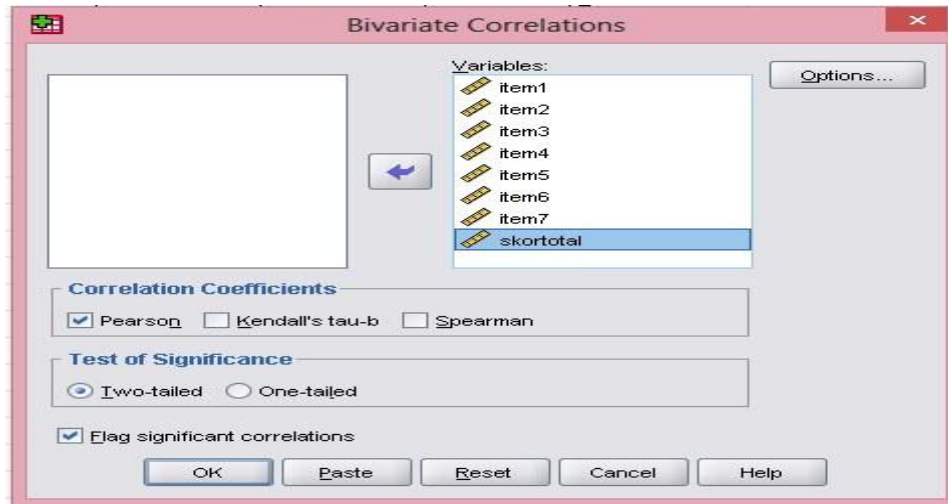 Bivariate Correlations
Variables:
item1
item2
item3
item4
item5
item6
item7
skortotal
Options...
Correlation Coefficients
Pearson Kendall's tau-b Spearman
Test of Significance
Two-tailed One-tailed
Flag significant correlations
OK Paste Reset Cancel Help